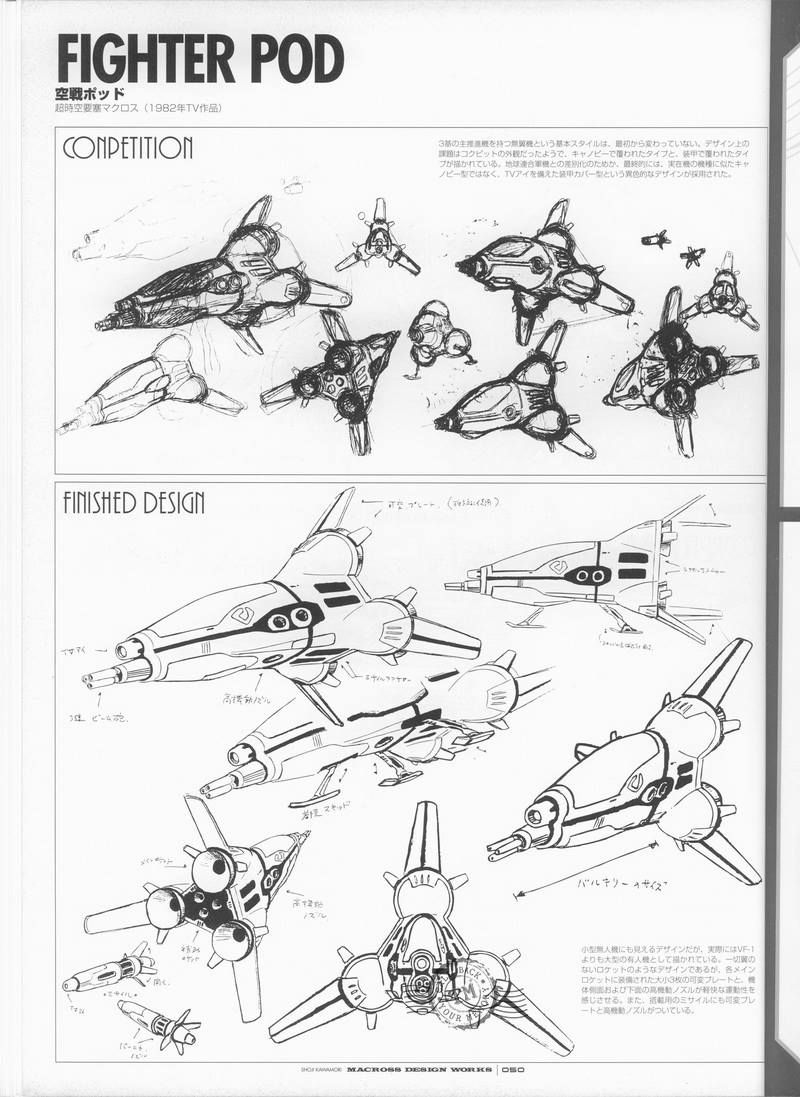 FIGHTER POD
空戦ポッド
超時空要塞マクロス（1982年TV作品）
CONPETITION
3基の主推進機を持つ無翼機という基本スタイルは、最初から変わっていない。デザイン上の
課題はコクピットの外観だったようで、キャノピーで覆われたタイプと、装甲で覆われたタイ
プが描かれている。地球連合軍機との差別化のためか、最終的には、実在機の機種に似たキャ
ノピー型ではなく、TVアイを備えた装甲カバー型という異色的なデザインが採用された。
FINISHED DESIGN
可変プレート
高機動ノズル
ミサイルランチャー
3連 ビーム砲
着陸スキッド
メインロケット
高機動
ノズル
バルキリーのサイズ
ミサイル
小型無人機にも見えるデザインだが、実際にはVF-1
よりも大型の有人機として描かれている。一切翼の
ないロケットのようなデザインであるが、各メイン
ロケットに装備された大小3枚の可変プレートと、機
体側面および下面の高機動ノズルが軽快な運動性を
感じさせる。また、搭載用のミサイルにも可変プレ
ートと高機動ノズルがついている。
SHOJI KAWAMORI MACROSS DESIGN WORKS 050